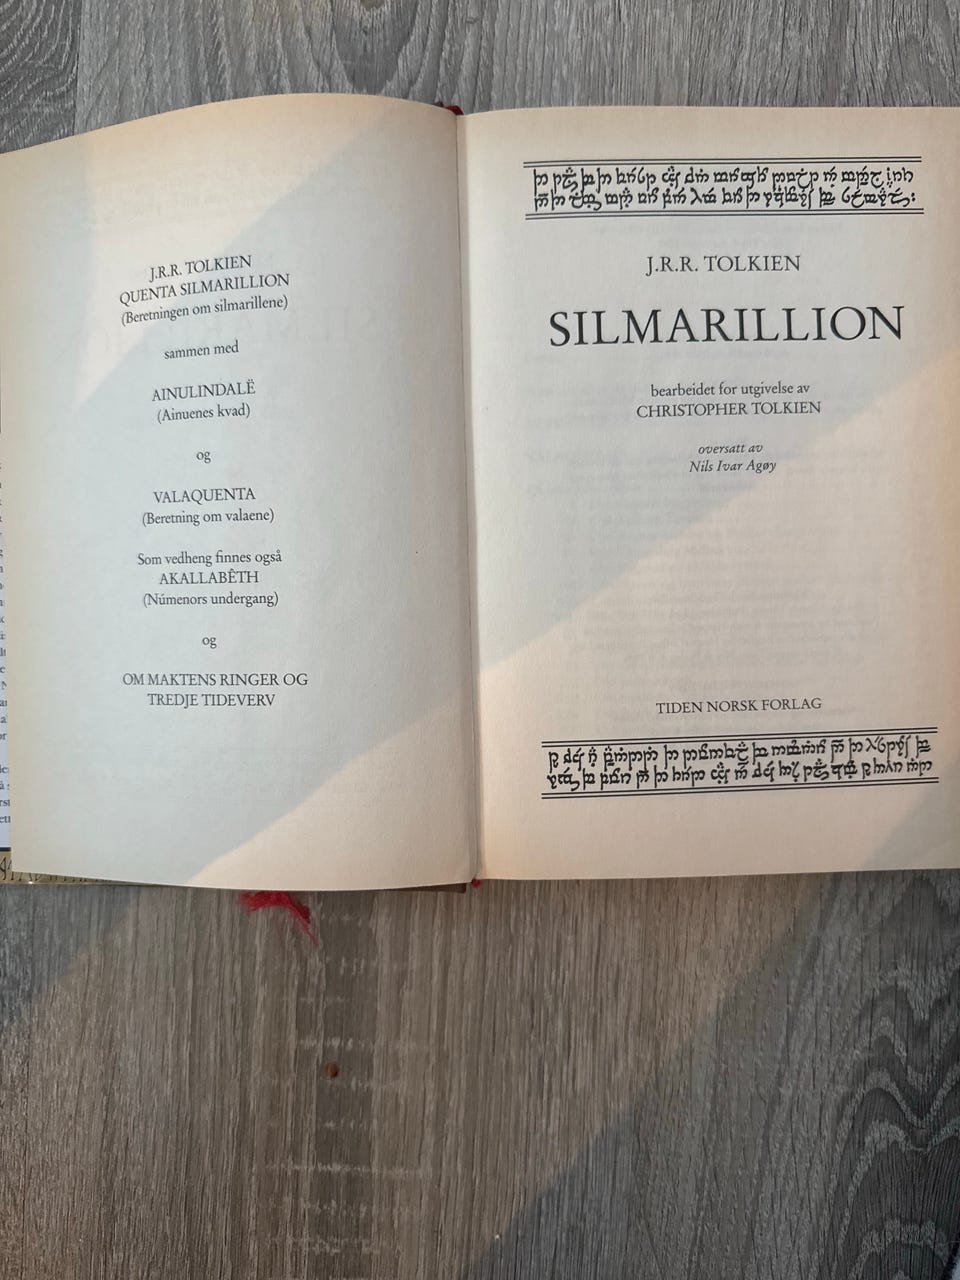 J.R.R. TOLKIEN
QUENTA SILMARILLION
(Beretningen om silmarillene)
sammen med
AINULINDALË
(Ainuenes kvad)
og
VALAQUENTA
(Beretning om valaene)
Som vedheng finnes også
AKALLABÊTH
(Númenors undergang)
og
OM MAKTENS RINGER OG
TREDJE TIDEVERV
J.R.R. TOLKIEN
SILMARILLION
bearbeidet for utgivelse av
CHRISTOPHER TOLKIEN
oversatt av
Nils Ivar Agøy
TIDEN NORSK FORLAG